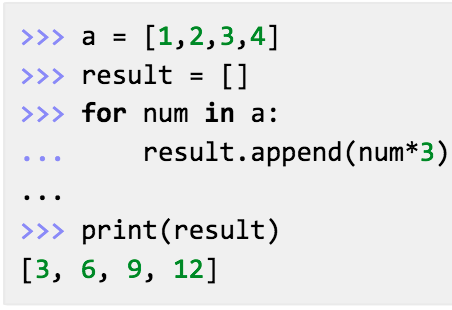 >>> a = [1,2,3,4]
>>> result = []
>>> for num in a:
...     result.append(num*3)
...
>>> print(result)
[3, 6, 9, 12]